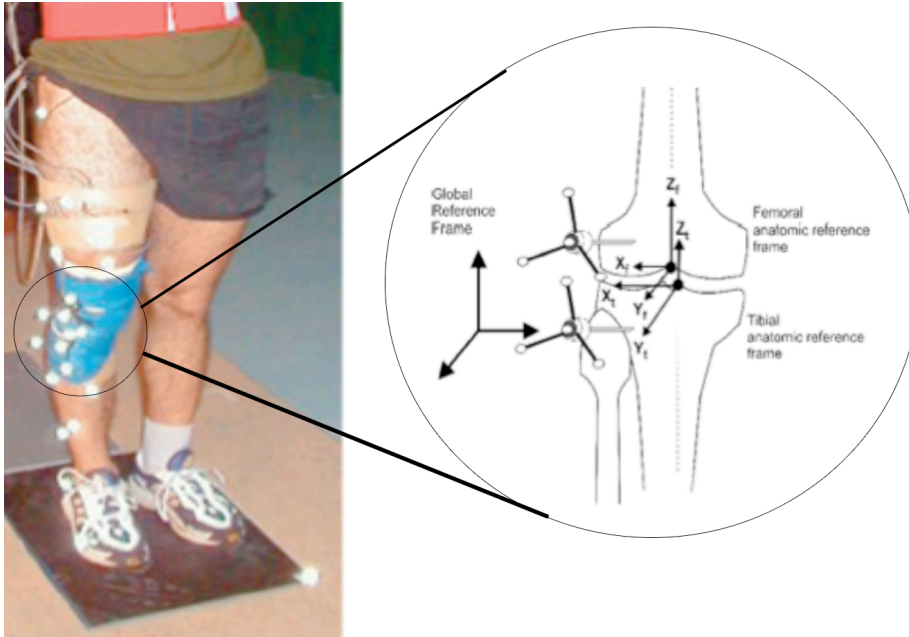 Global
Reference
Frame
Zf
Femoral
anatomic reference
frame
Zt
Xf
Xt
Yf
Yt
Tibial
anatomic reference
frame